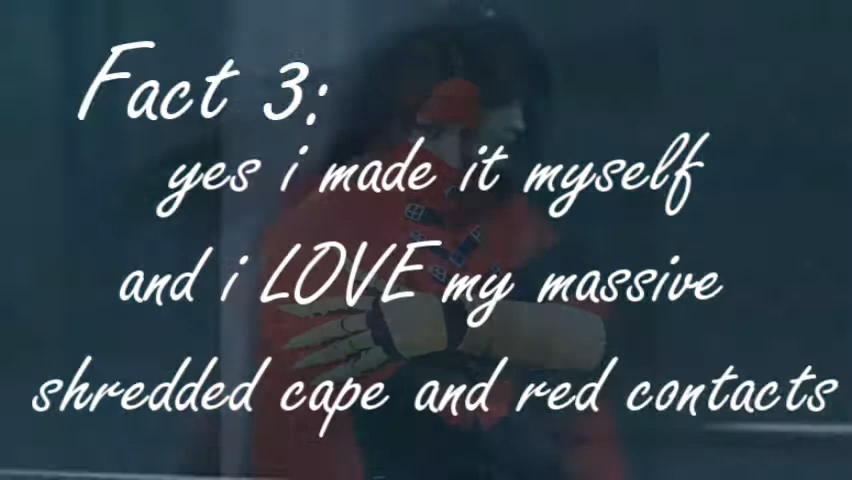 Fact 3:
yes i made it myself
and i LOVE my massive
shredded cape and red contacts